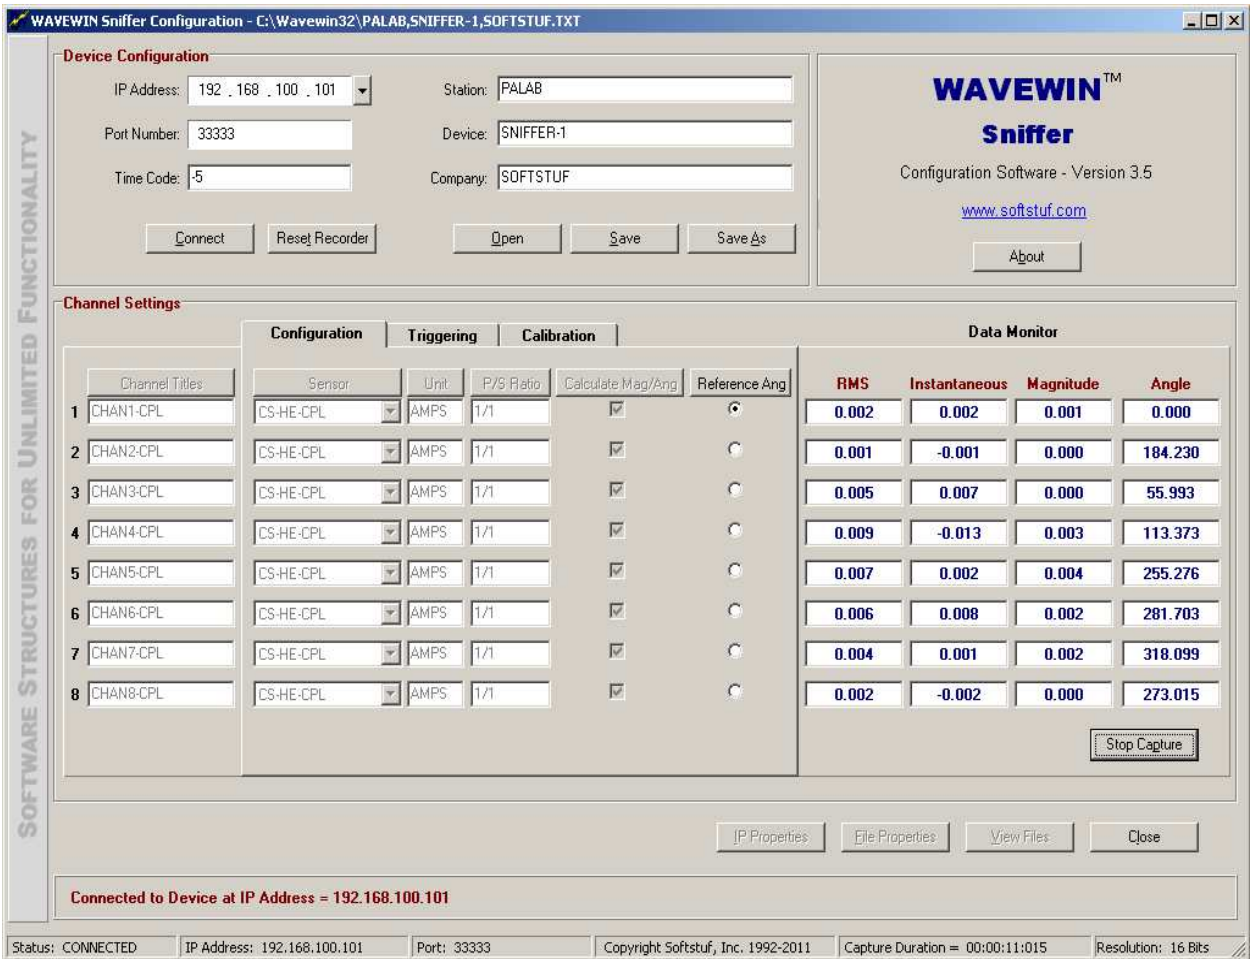 WAVEWIN Sniffer Configuration - C:\Wavewin32\PALAB,SNIFFER-1,SOFTSTUF.TXT
SOFTWARE STRUCTURES FOR UNLIMITED FUNCTIONALITY
Device Configuration
IP Address: 192 . 168 . 100 . 101
Station: PALAB
Port Number: 33333
Device: SNIFFER-1
Time Code: -5
Company: SOFTSTUF
Connect Reset Recorder Open Save Save As
WAVEWIN™
Sniffer
Configuration Software - Version 3.5
www.softstuf.com
About
Channel Settings
Configuration Triggering Calibration Data Monitor
Channel Titles Sensor Unit P/S Ratio Calculate Mag/Ang Reference Ang RMS Instantaneous Magnitude Angle
1 CHAN1-CPL CS-HE-CPL AMPS 1/1 0.002 0.002 0.001 0.000
2 CHAN2-CPL CS-HE-CPL AMPS 1/1 0.001 -0.001 0.000 184.230
3 CHAN3-CPL CS-HE-CPL AMPS 1/1 0.005 0.007 0.000 55.993
4 CHAN4-CPL CS-HE-CPL AMPS 1/1 0.009 -0.013 0.003 113.373
5 CHAN5-CPL CS-HE-CPL AMPS 1/1 0.007 0.002 0.004 255.276
6 CHAN6-CPL CS-HE-CPL AMPS 1/1 0.006 0.008 0.002 281.703
7 CHAN7-CPL CS-HE-CPL AMPS 1/1 0.004 0.001 0.002 318.099
8 CHAN8-CPL CS-HE-CPL AMPS 1/1 0.002 -0.002 0.000 273.015
Stop Capture
IP Properties File Properties View Files Close
Connected to Device at IP Address = 192.168.100.101
Status: CONNECTED IP Address: 192.168.100.101 Port: 33333 Copyright Softstuf, Inc. 1992-2011 Capture Duration = 00:00:11:015 Resolution: 16 Bits